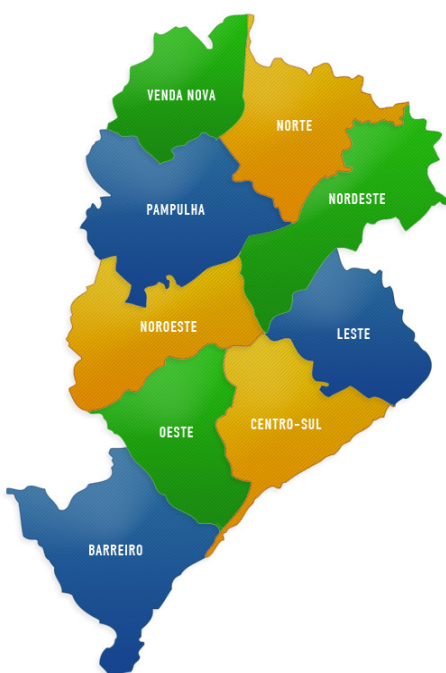 VENDA NOVA
NORTE
NORDESTE
PAMPULHA
NOROESTE
LESTE
OESTE
CENTRO-SUL
BARREIRO